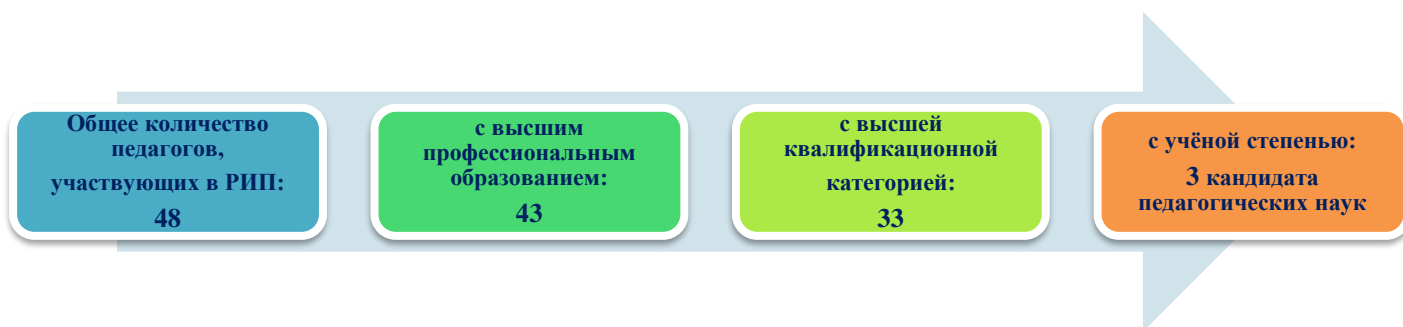 Общее количество
педагогов,
участвующих в РИП:
48
с высшим
профессиональным
образованием:
43
с высшей
квалификационной
категорией:
33
с учёной степенью:
3 кандидата
педагогических наук